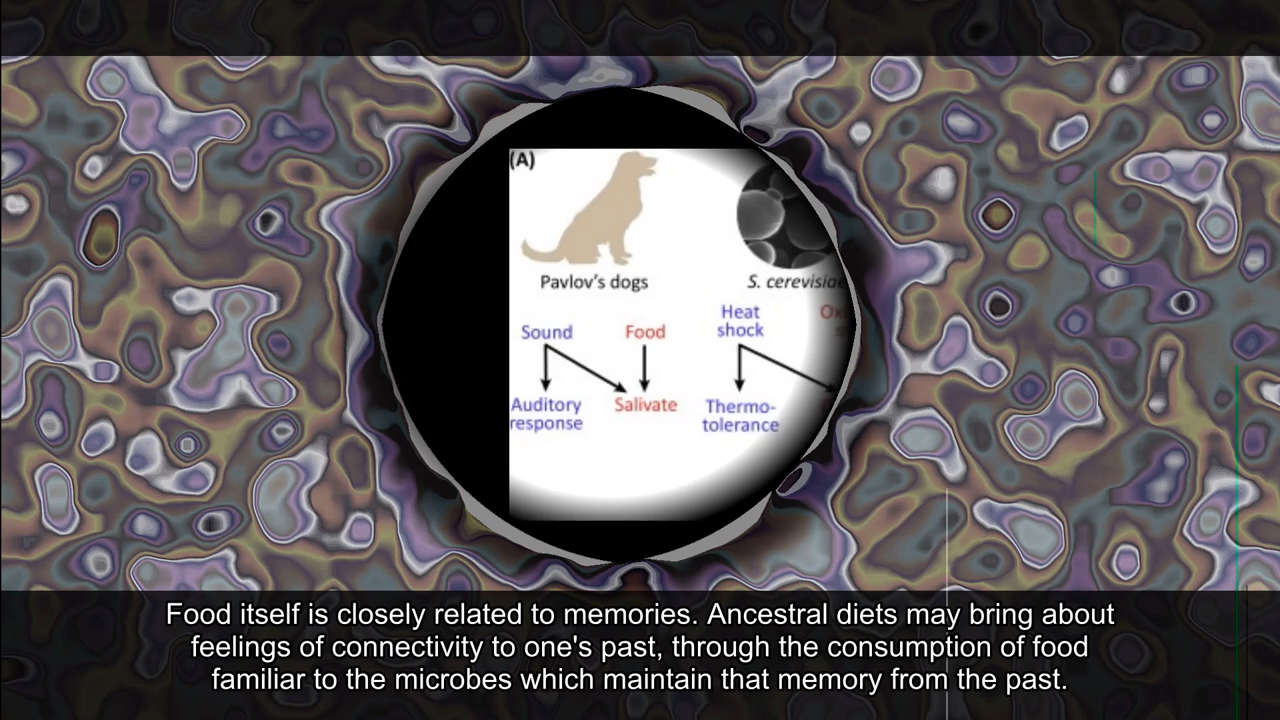 (A)
Pavlov's dogs
S. cerevisiae
Sound
Food
Heat
shock
Auditory
response
Salivate
Thermo-
tolerance
Food itself is closely related to memories. Ancestral diets may bring about
feelings of connectivity to one's past, through the consumption of food
familiar to the microbes which maintain that memory from the past.